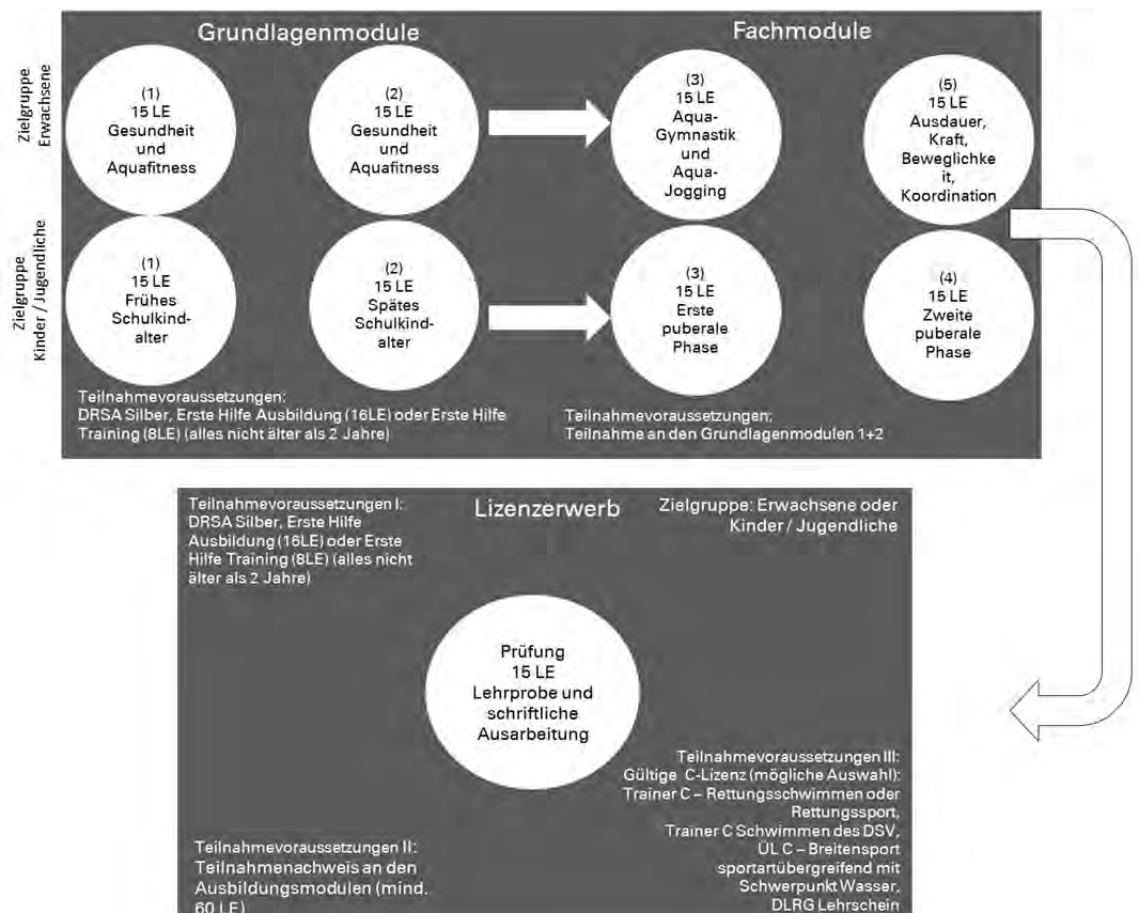 Grundlagenmodule
Fachmodule
Zielgruppe
Erwachsene
(1)
15 LE
Gesundheit
und
Aquafitness
(2)
15 LE
Gesundheit
und
Aquafitness
(3)
15 LE
Aqua-
Gymnastik
und
Aqua-
Jogging
(5)
15 LE
Ausdauer,
Kraft,
Beweglichke
it,
Koordination
Zielgruppe
Kinder / Jugendliche
(1)
15 LE
Frühes
Schulkind-
alter
(2)
15 LE
Spätes
Schulkind-
alter
(3)
15 LE
Erste
puberale
Phase
(4)
15 LE
Zweite
puberale
Phase
Teilnahmevoraussetzungen:
DRSA Silber, Erste Hilfe Ausbildung (16LE) oder Erste Hilfe
Training (8LE) (alles nicht älter als 2 Jahre)
Teilnahmevoraussetzungen:
Teilnahme an den Grundlagenmodulen 1+2
Teilnahmevoraussetzungen I:
DRSA Silber, Erste Hilfe
Ausbildung (16LE) oder Erste
Hilfe Training (8LE) (alles nicht
älter als 2 Jahre)
Lizenzerwerb
Zielgruppe: Erwachsene oder
Kinder / Jugendliche
Prüfung
15 LE
Lehrprobe und
schriftliche
Ausarbeitung
Teilnahmevoraussetzungen III:
Gültige C-Lizenz (mögliche Auswahl):
Trainer C – Rettungsschwimmen oder
Rettungssport,
Trainer C Schwimmen des DSV,
ÜL C – Breitensport
sportartübergreifend mit
Schwerpunkt Wasser,
DLRG Lehrschein
Teilnahmevoraussetzungen II:
Teilnahmenachweis an den
Ausbildungsmodulen (mind.
60 LE)